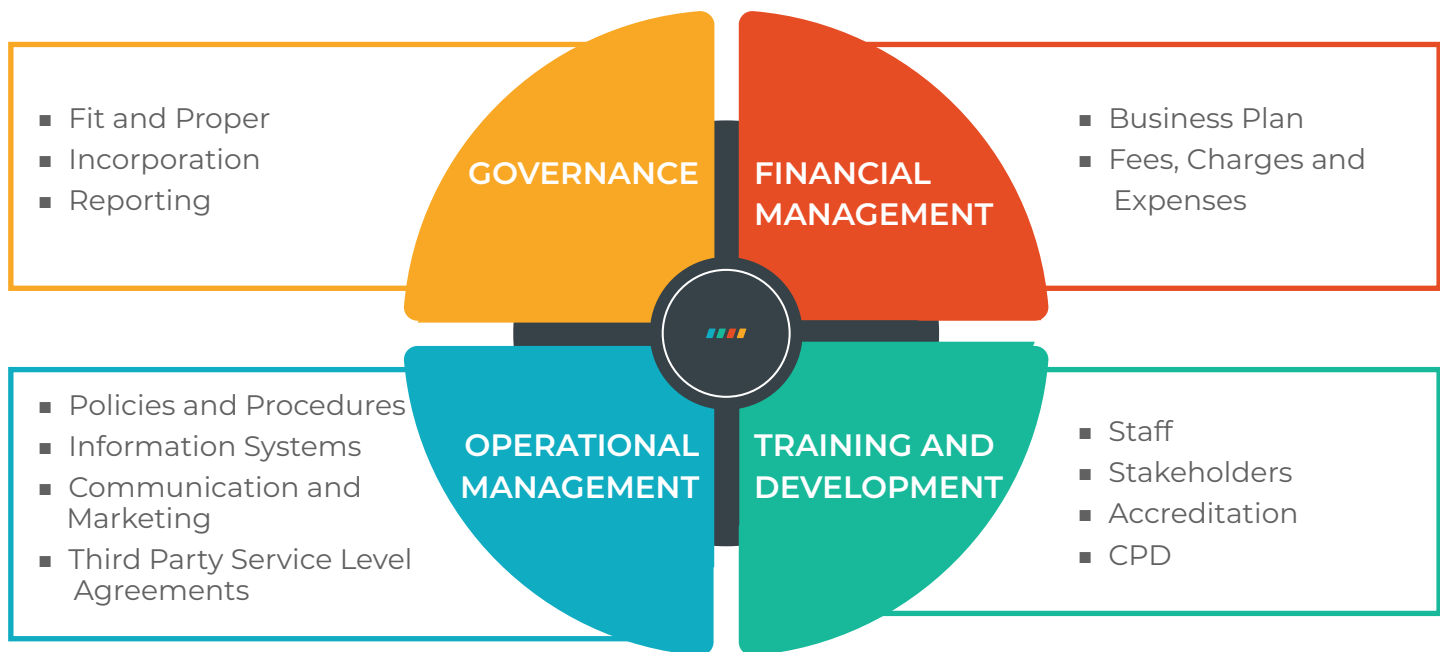 GOVERNANCE
■ Fit and Proper
■ Incorporation
■ Reporting
FINANCIAL
MANAGEMENT
■ Business Plan
■ Fees, Charges and
Expenses
OPERATIONAL
MANAGEMENT
■ Policies and Procedures
■ Information Systems
■ Communication and
Marketing
■ Third Party Service Level
Agreements
TRAINING AND
DEVELOPMENT
■ Staff
■ Stakeholders
■ Accreditation
■ CPD